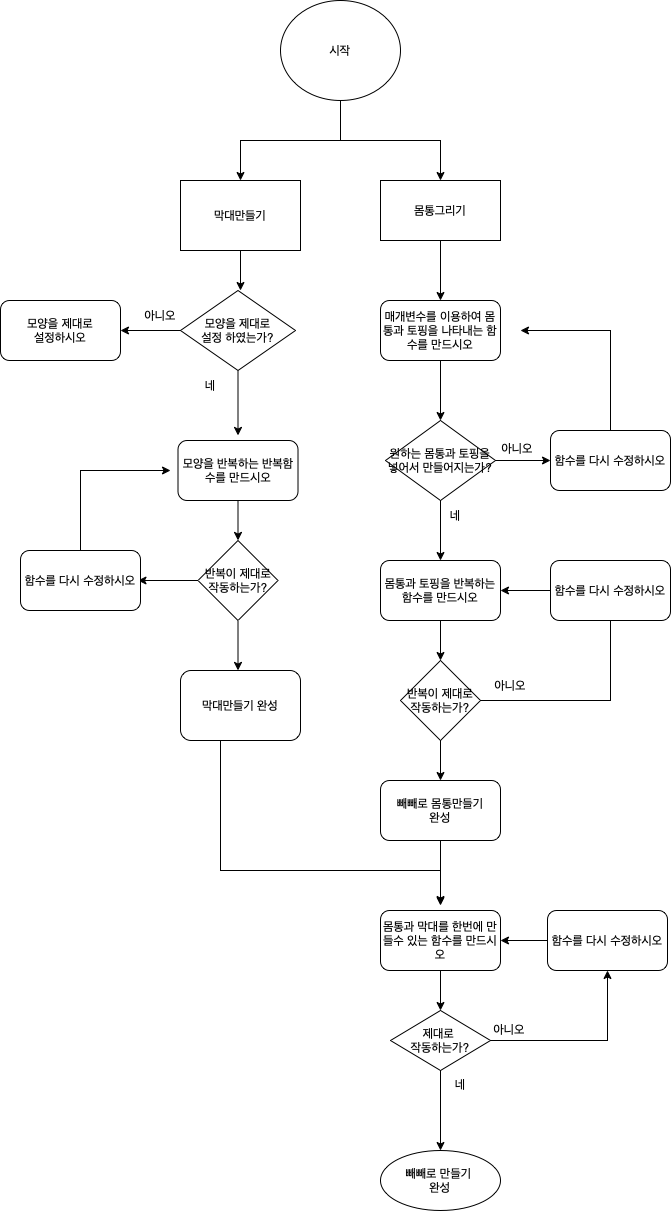 시작
막대만들기
몸통그리기
모양을 제대로
설정하시오
아니오
모양을 제대로
설정 하였는가?
네
매개변수를 이용하여 몸
통과 토핑을 나타내는 함
수를 만드시오
모양을 반복하는 반복함
수를 만드시오
원하는 몸통과 토핑을
넣어서 만들어지는가?
아니오
함수를 다시 수정하시오
네
함수를 다시 수정하시오
반복이 제대로
작동하는가?
몸통과 토핑을 반복하는
함수를 만드시오
함수를 다시 수정하시오
막대만들기 완성
반복이 제대로
작동하는가?
아니오
빼빼로 몸통만들기
완성
몸통과 막대를 한번에 만
들수 있는 함수를 만드시
오
함수를 다시 수정하시오
제대로
작동하는가?
아니오
네
빼빼로 만들기
완성